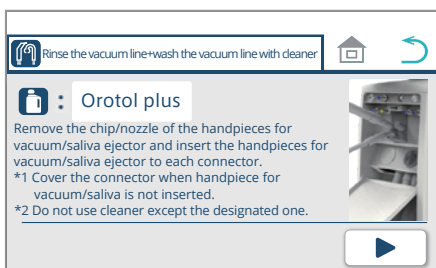 Rinse the vacuum line+wash the vacuum line with cleaner
: Orotol plus
Remove the chip/nozzle of the handpieces for
vacuum/saliva ejector and insert the handpieces for
vacuum/saliva ejector to each connector.
*1 Cover the connector when handpiece for
vacuum/saliva is not inserted.
*2 Do not use cleaner except the designated one.